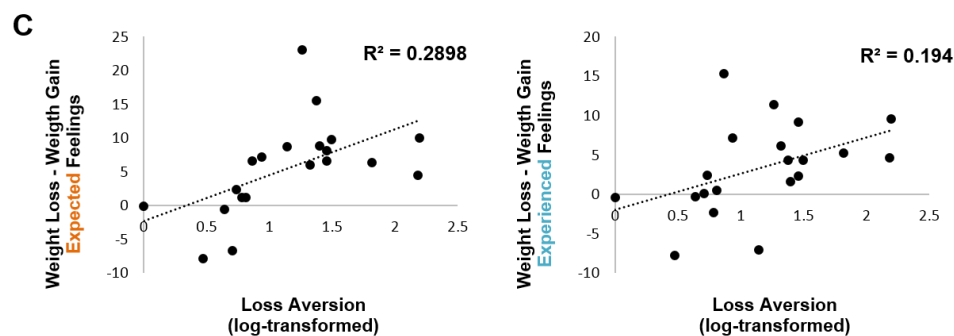 C
R² = 0.2898
Weight Loss - Weigth Gain
Expected Feelings
25
20
15
10
5
0
-5
-10
0
0.5
1
1.5
2
2.5
Loss Aversion
(log-transformed)
R² = 0.194
Weight Loss - Weigth Gain
Experienced Feelings
20
15
10
5
0
-5
-10
0
0.5
1
1.5
2
2.5
Loss Aversion
(log-transformed)